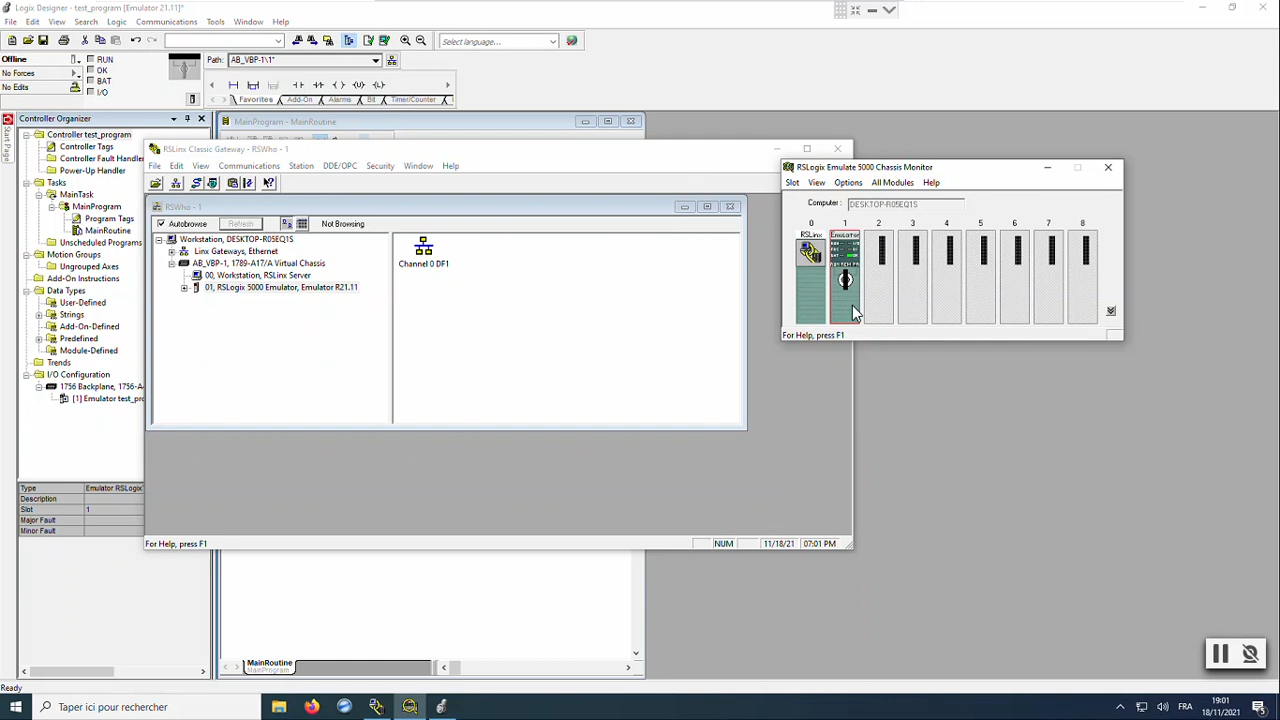 Logix Designer - test_program [Emulator 21.11]*
File Edit View Search Logic Communications Tools Window Help
Select language...
Offline
RUN
No Forces
OK
No Edits
BAT
I/O
Path: AB_VBP-1\1*
Favorites Add-On Alarms Bit Timer/Counter
Start Page
Controller Organizer
Controller test_program
Controller Tags
Controller Fault Handler
Power-Up Handler
Tasks
MainTask
MainProgram
Program Tags
MainRoutine
Unscheduled Programs
Motion Groups
Ungrouped Axes
Add-On Instructions
Data Types
User-Defined
Strings
Add-On-Defined
Predefined
Module-Defined
Trends
I/O Configuration
1756 Backplane, 1756-A
[1] Emulator test_pro
Type Emulator RSLogix
Description
Slot 1
Major Fault
Minor Fault
MainProgram - MainRoutine
RSLinx Classic Gateway - RSWho - 1
File Edit View Communications Station DDE/OPC Security Window Help
RSWho - 1
Autobrowse Refresh Not Browsing
Workstation, DESKTOP-R05EQ1S
Linx Gateways, Ethernet
AB_VBP-1, 1789-A17/A Virtual Chassis
00, Workstation, RSLinx Server
01, RSLogix 5000 Emulator, Emulator R21.11
Channel 0 DF1
For Help, press F1
NUM 11/18/21 07:01 PM
RSLogix Emulate 5000 Chassis Monitor
Slot View Options All Modules Help
Computer : DESKTOP-R05EQ1S
0 1 2 3 4 5 6 7 8
RSLinx Emulator
For Help, press F1
MainRoutine
MainProgram
Ready
Taper ici pour rechercher
FRA
19:01
18/11/2021